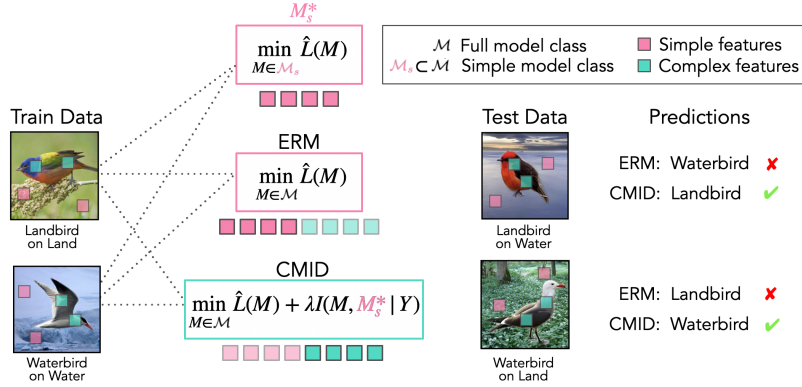 M*s
min L̂(M)
M∈Ms
M Full model class
Ms⊂M Simple model class
Simple features
Complex features
Train Data
Landbird
on Land
Waterbird
on Water
ERM
min L̂(M)
M∈M
CMID
min L̂(M) + λI(M, M*s | Y)
M∈M
Test Data
Landbird
on Water
Waterbird
on Land
Predictions
ERM: Waterbird ✘
CMID: Landbird ✔
ERM: Landbird ✘
CMID: Waterbird ✔